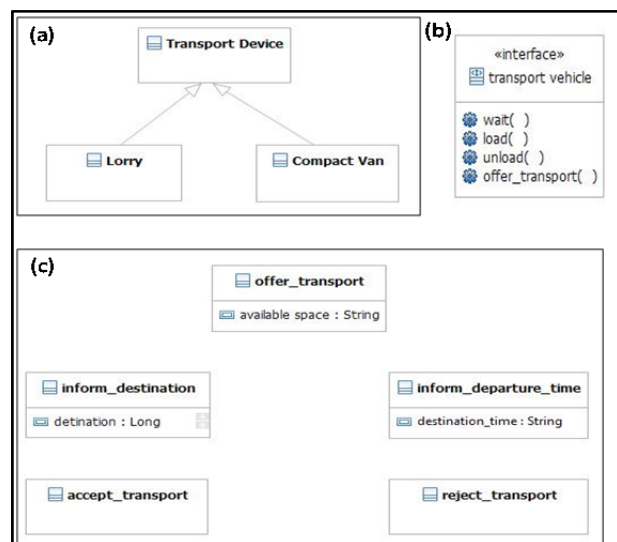 (a)
Transport Device
Lorry
Compact Van
(b)
«interface»
transport vehicle
wait( )
load( )
unload( )
offer_transport( )
(c)
offer_transport
available space : String
inform_destination
detination : Long
inform_departure_time
destination_time : String
accept_transport
reject_transport